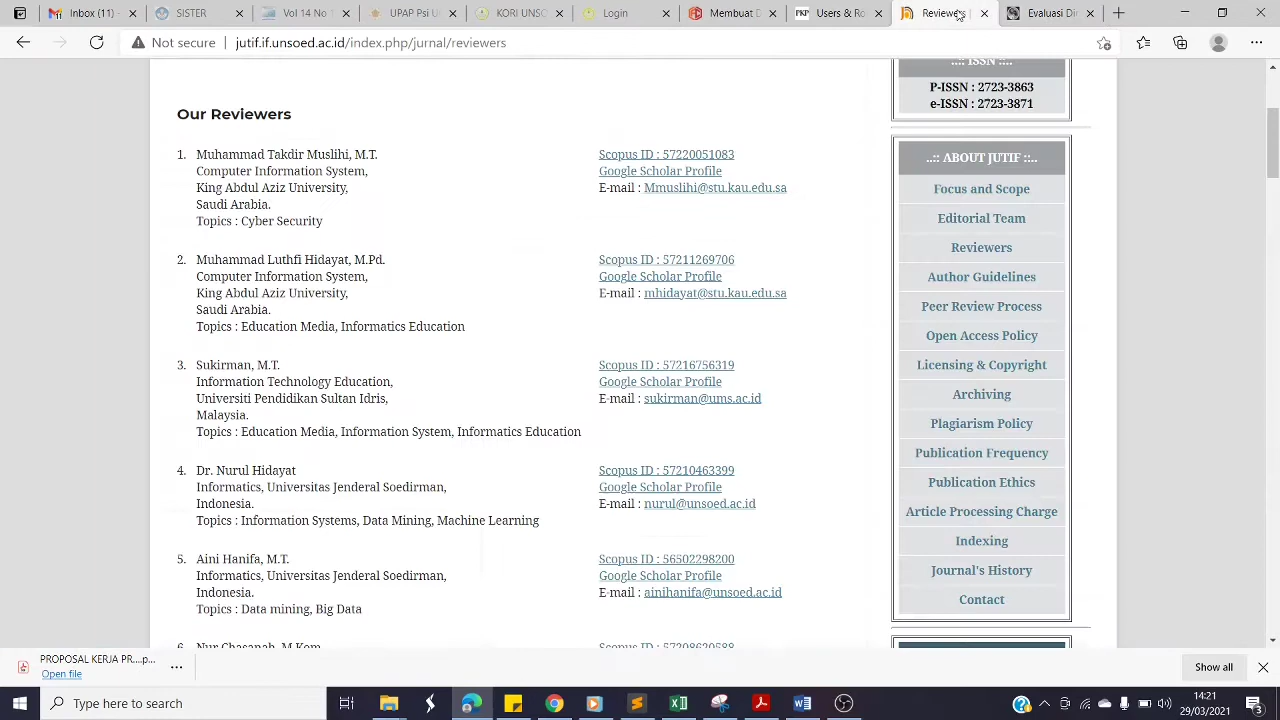 Inbox (1)
SISTER
Vol 14 No
UPAP Psi U
KORI UNSO
Login
Membuat D
Users & Ro
Reviewers
Evaluasi Di
Not secure | jutif.if.unsoed.ac.id/index.php/jurnal/reviewers
Our Reviewers
1. Muhammad Takdir Muslihi, M.T.
Computer Information System,
King Abdul Aziz University,
Saudi Arabia.
Topics : Cyber Security
Scopus ID : 57220051083
Google Scholar Profile
E-mail : Mmuslihi@stu.kau.edu.sa
2. Muhammad Luthfi Hidayat, M.Pd.
Computer Information System,
King Abdul Aziz University,
Saudi Arabia.
Topics : Education Media, Informatics Education
Scopus ID : 57211269706
Google Scholar Profile
E-mail : mhidayat@stu.kau.edu.sa
3. Sukirman, M.T.
Information Technology Education,
Universiti Pendidikan Sultan Idris,
Malaysia.
Topics : Education Media, Information System, Informatics Education
Scopus ID : 57216756319
Google Scholar Profile
E-mail : sukirman@ums.ac.id
4. Dr. Nurul Hidayat
Informatics, Universitas Jenderal Soedirman,
Indonesia.
Topics : Information Systems, Data Mining, Machine Learning
Scopus ID : 57210463399
Google Scholar Profile
E-mail : nurul@unsoed.ac.id
5. Aini Hanifa, M.T.
Informatics, Universitas Jenderal Soedirman,
Indonesia.
Topics : Data mining, Big Data
Scopus ID : 56502298200
Google Scholar Profile
E-mail : ainihanifa@unsoed.ac.id
6. Nur Chasanah, M.Kom.
Scopus ID : 57208620588
..:: ISSN ::..
P-ISSN : 2723-3863
e-ISSN : 2723-3871
..:: ABOUT JUTIF ::..
Focus and Scope
Editorial Team
Reviewers
Author Guidelines
Peer Review Process
Open Access Policy
Licensing & Copyright
Archiving
Plagiarism Policy
Publication Frequency
Publication Ethics
Article Processing Charge
Indexing
Journal's History
Contact
PROPOSAL KERJA PR....p...
Open file
Show all
Type here to search
14:21
29/03/2021